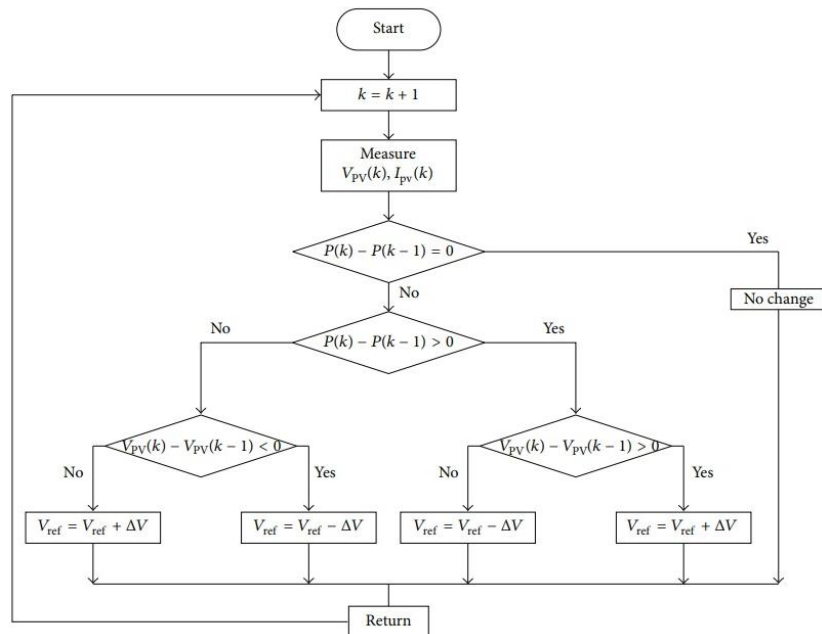 Start
k = k + 1
Measure
V_PV(k), I_pv(k)
P(k) − P(k − 1) = 0
Yes
No change
No
P(k) − P(k − 1) > 0
No
Yes
V_PV(k) − V_PV(k − 1) < 0
V_PV(k) − V_PV(k − 1) > 0
No
Yes
No
Yes
V_ref = V_ref + ΔV
V_ref = V_ref − ΔV
V_ref = V_ref − ΔV
V_ref = V_ref + ΔV
Return